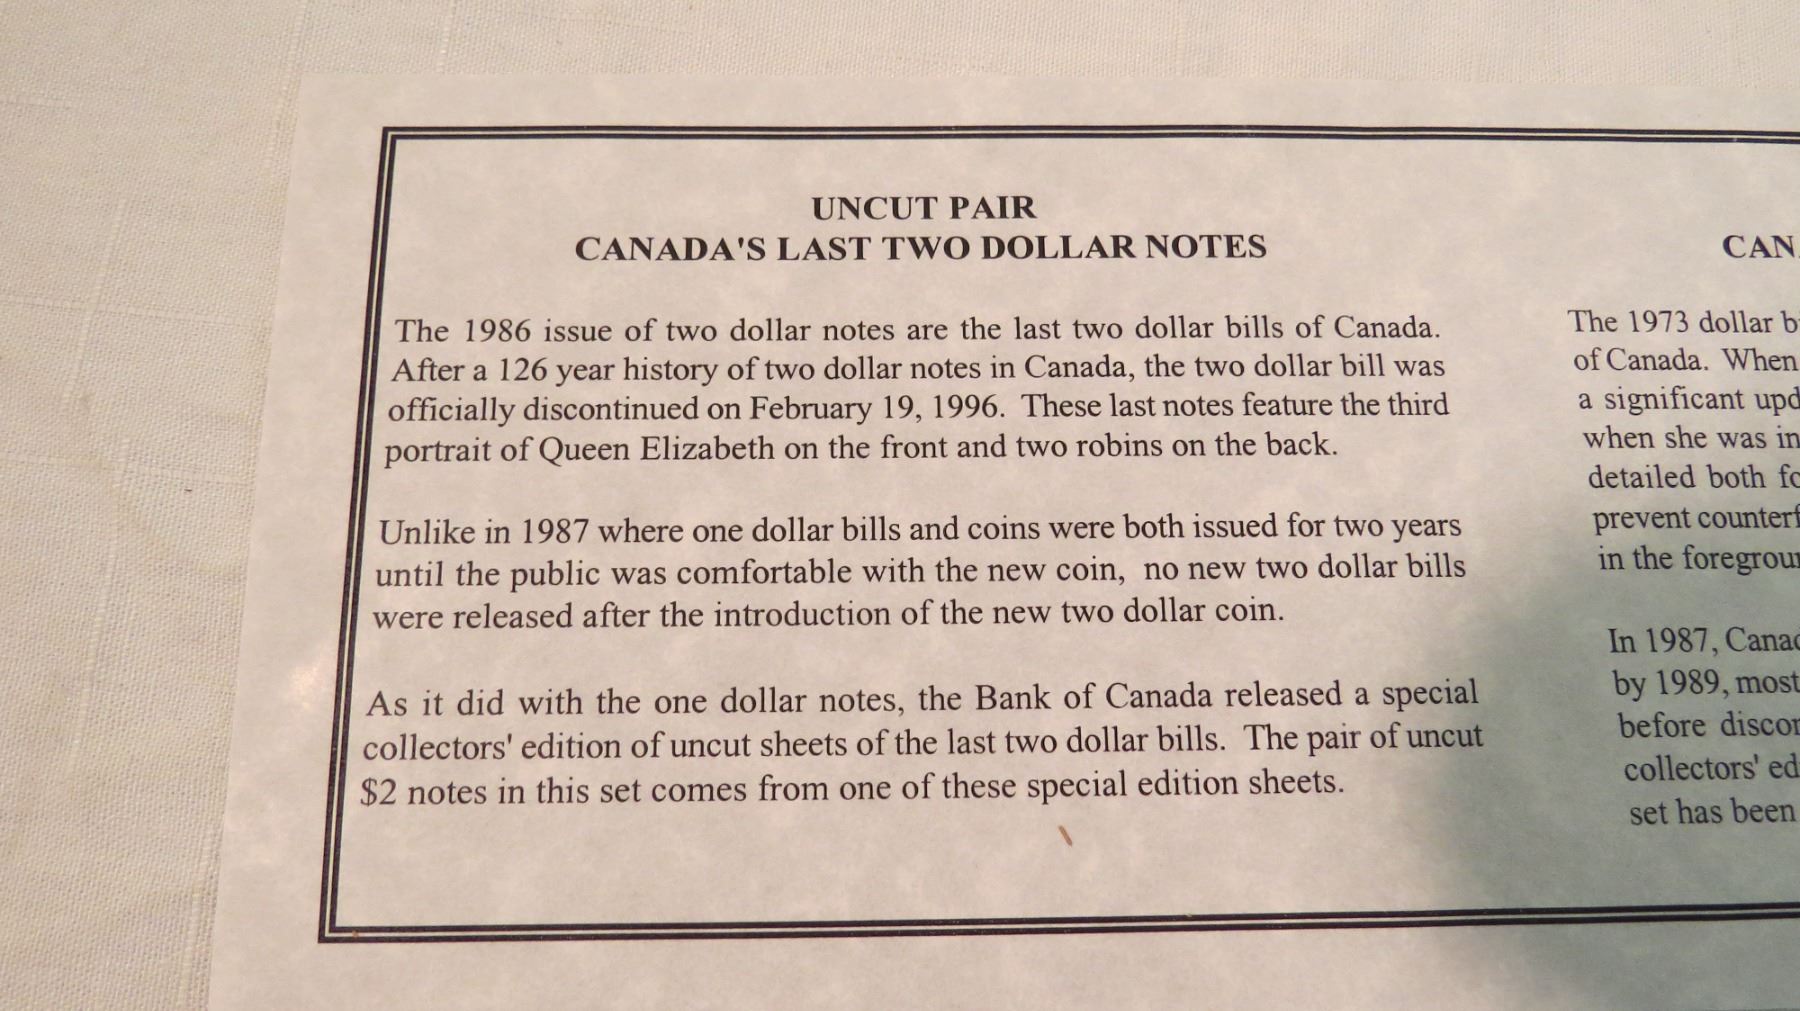 UNCUT PAIR
CANADA'S LAST TWO DOLLAR NOTES
The 1986 issue of two dollar notes are the last two dollar bills of Canada.
After a 126 year history of two dollar notes in Canada, the two dollar bill was
officially discontinued on February 19, 1996. These last notes feature the third
portrait of Queen Elizabeth on the front and two robins on the back.
Unlike in 1987 where one dollar bills and coins were both issued for two years
until the public was comfortable with the new coin, no new two dollar bills
were released after the introduction of the new two dollar coin.
As it did with the one dollar notes, the Bank of Canada released a special
collectors' edition of uncut sheets of the last two dollar bills. The pair of uncut
$2 notes in this set comes from one of these special edition sheets.
The 1973 dollar
of Canada. When
a significant
when she was in
detailed both
prevent
in the
In 1987,
by 1989, most
before
collectors'
set has been